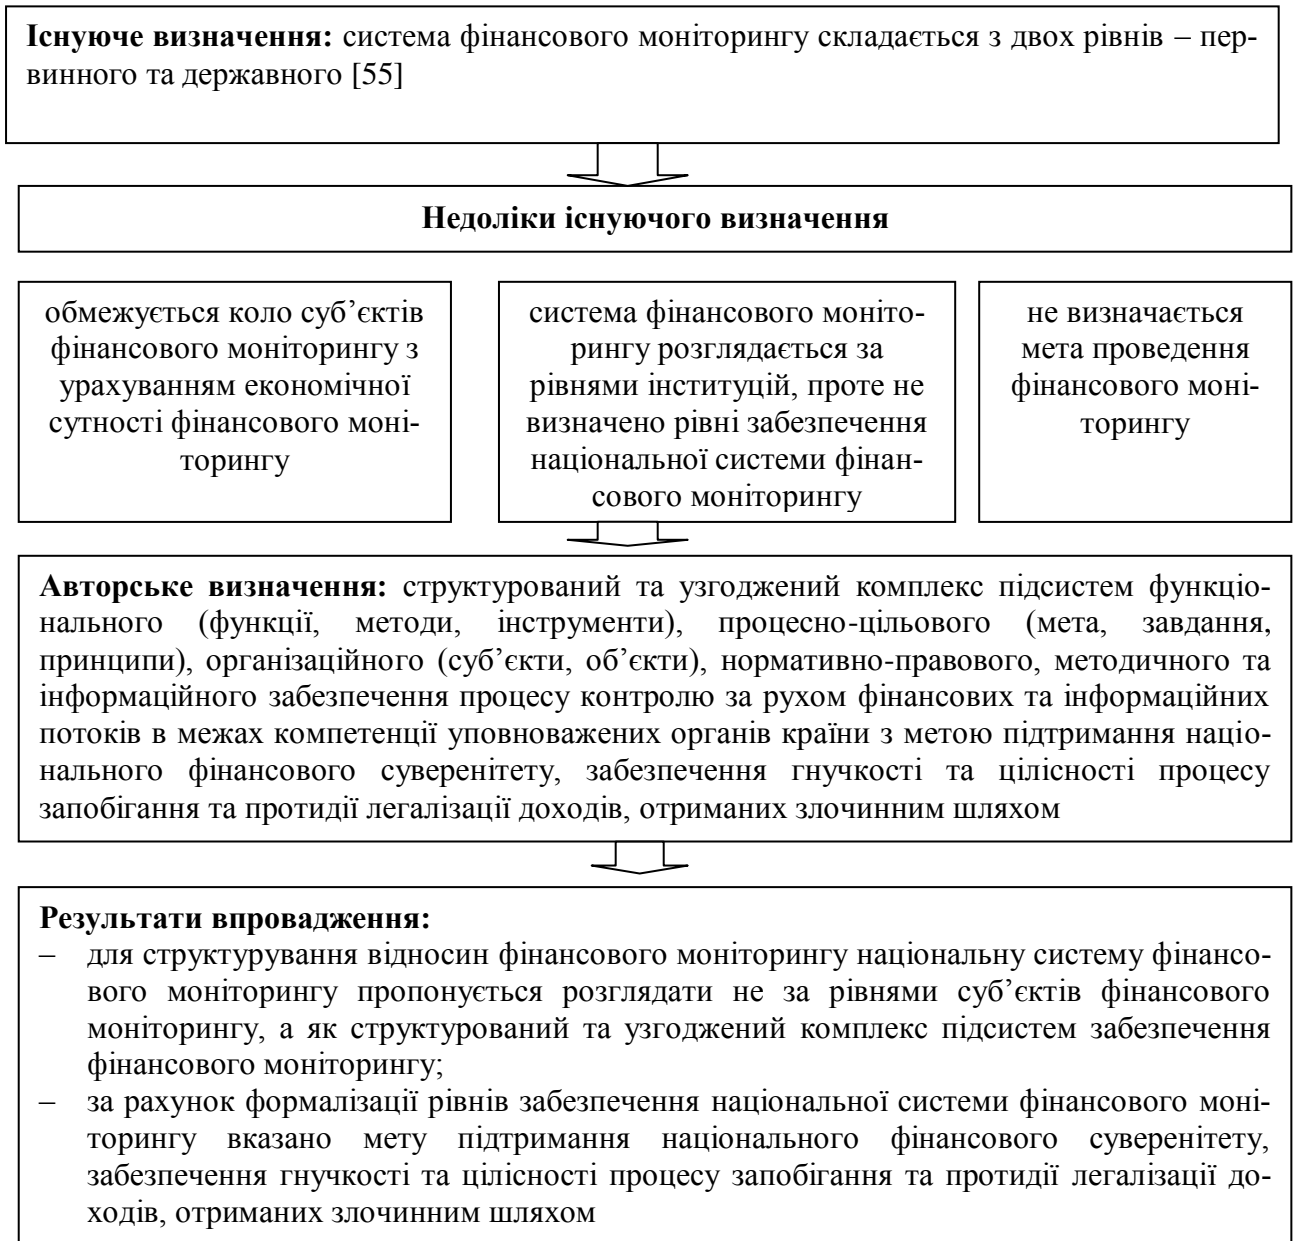 Існуюче визначення: система фінансового моніторингу складається з двох рівнів – пер-
винного та державного [55]
Недоліки існуючого визначення
обмежується коло суб’єктів
фінансового моніторингу з
урахуванням економічної
сутності фінансового моні-
торингу
система фінансового моніто-
рингу розглядається за
рівнями інституцій, проте не
визначено рівні забезпечення
національної системи фінан-
сового моніторингу
не визначається
мета проведення
фінансового моні-
торингу
Авторське визначення: структурований та узгоджений комплекс підсистем функціо-
нального (функції, методи, інструменти), процесно-цільового (мета, завдання,
принципи), організаційного (суб’єкти, об’єкти), нормативно-правового, методичного та
інформаційного забезпечення процесу контролю за рухом фінансових та інформаційних
потоків в межах компетенції уповноважених органів країни з метою підтримання націо-
нального фінансового суверенітету, забезпечення гнучкості та цілісності процесу
запобігання та протидії легалізації доходів, отриманих злочинним шляхом
Результати впровадження:
– для структурування відносин фінансового моніторингу національну систему фінансо-
вого моніторингу пропонується розглядати не за рівнями суб’єктів фінансового
моніторингу, а як структурований та узгоджений комплекс підсистем забезпечення
фінансового моніторингу;
– за рахунок формалізації рівнів забезпечення національної системи фінансового моні-
торингу вказано мету підтримання національного фінансового суверенітету,
забезпечення гнучкості та цілісності процесу запобігання та протидії легалізації до-
ходів, отриманих злочинним шляхом